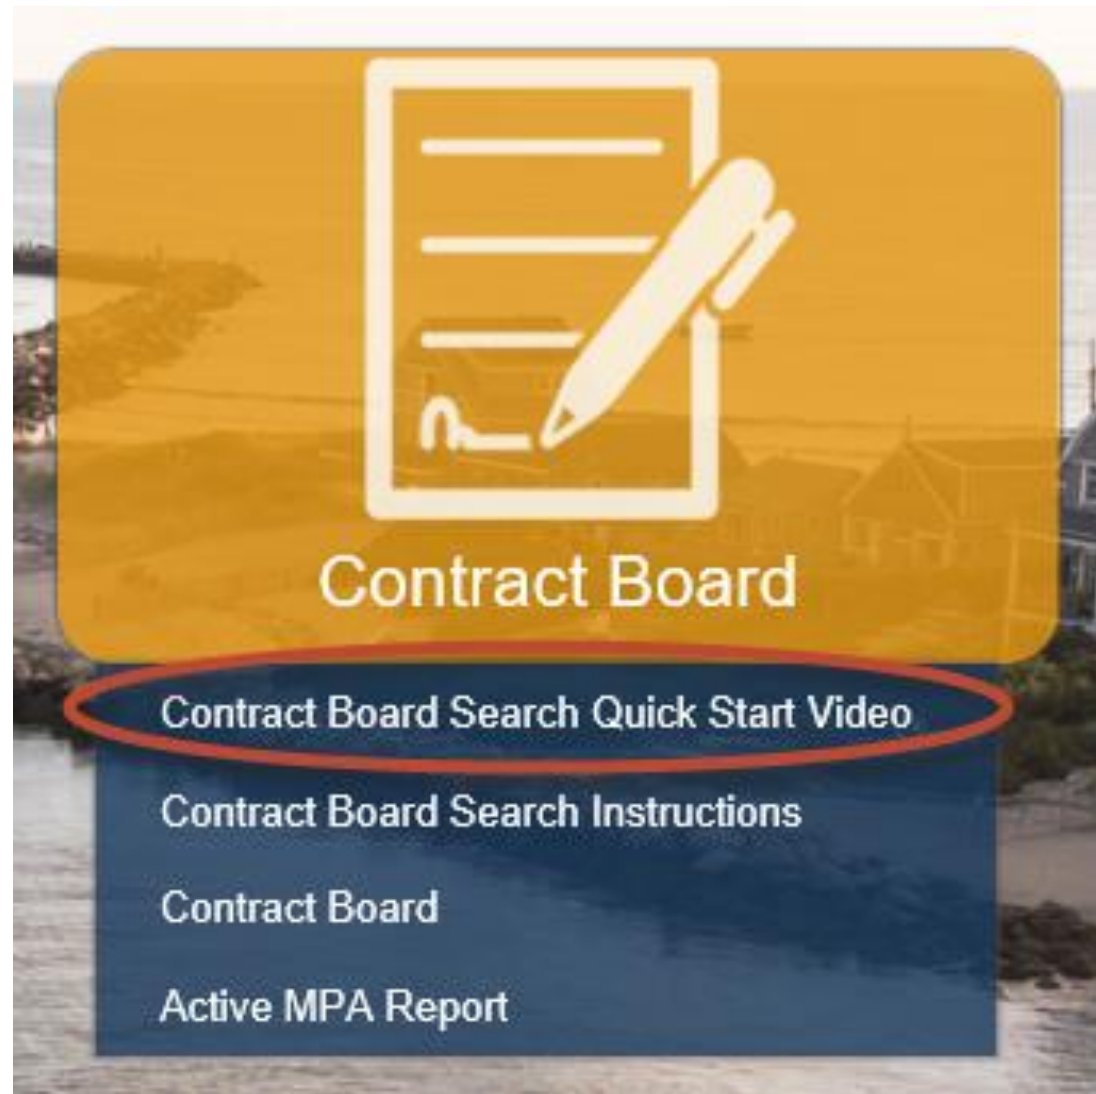 Contract Board
Contract Board Search Quick Start Video
Contract Board Search Instructions
Contract Board
Active MPA Report